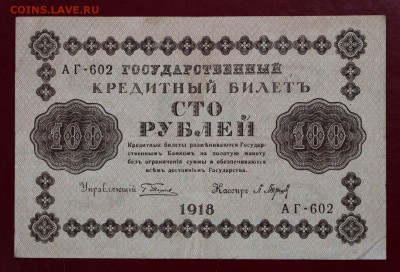 COINS.LAVE.RU
АГ-602 ГОСУДАРСТВЕННЫЙ
КРЕДИТНЫЙ БИЛЕТЪ
СТО
РУБЛЕЙ
100 100
Кредитные билеты размѣниваются Государ-
ственнымъ Банкомъ на золотую монету
безъ ограниченія суммы и обезпечиваются
всѣмъ достояніемъ Государства.
Управляющій Кассиръ
1918 АГ-602